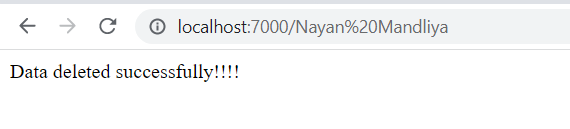 localhost:7000/Nayan%20Mandliya
Data deleted successfully!!!!